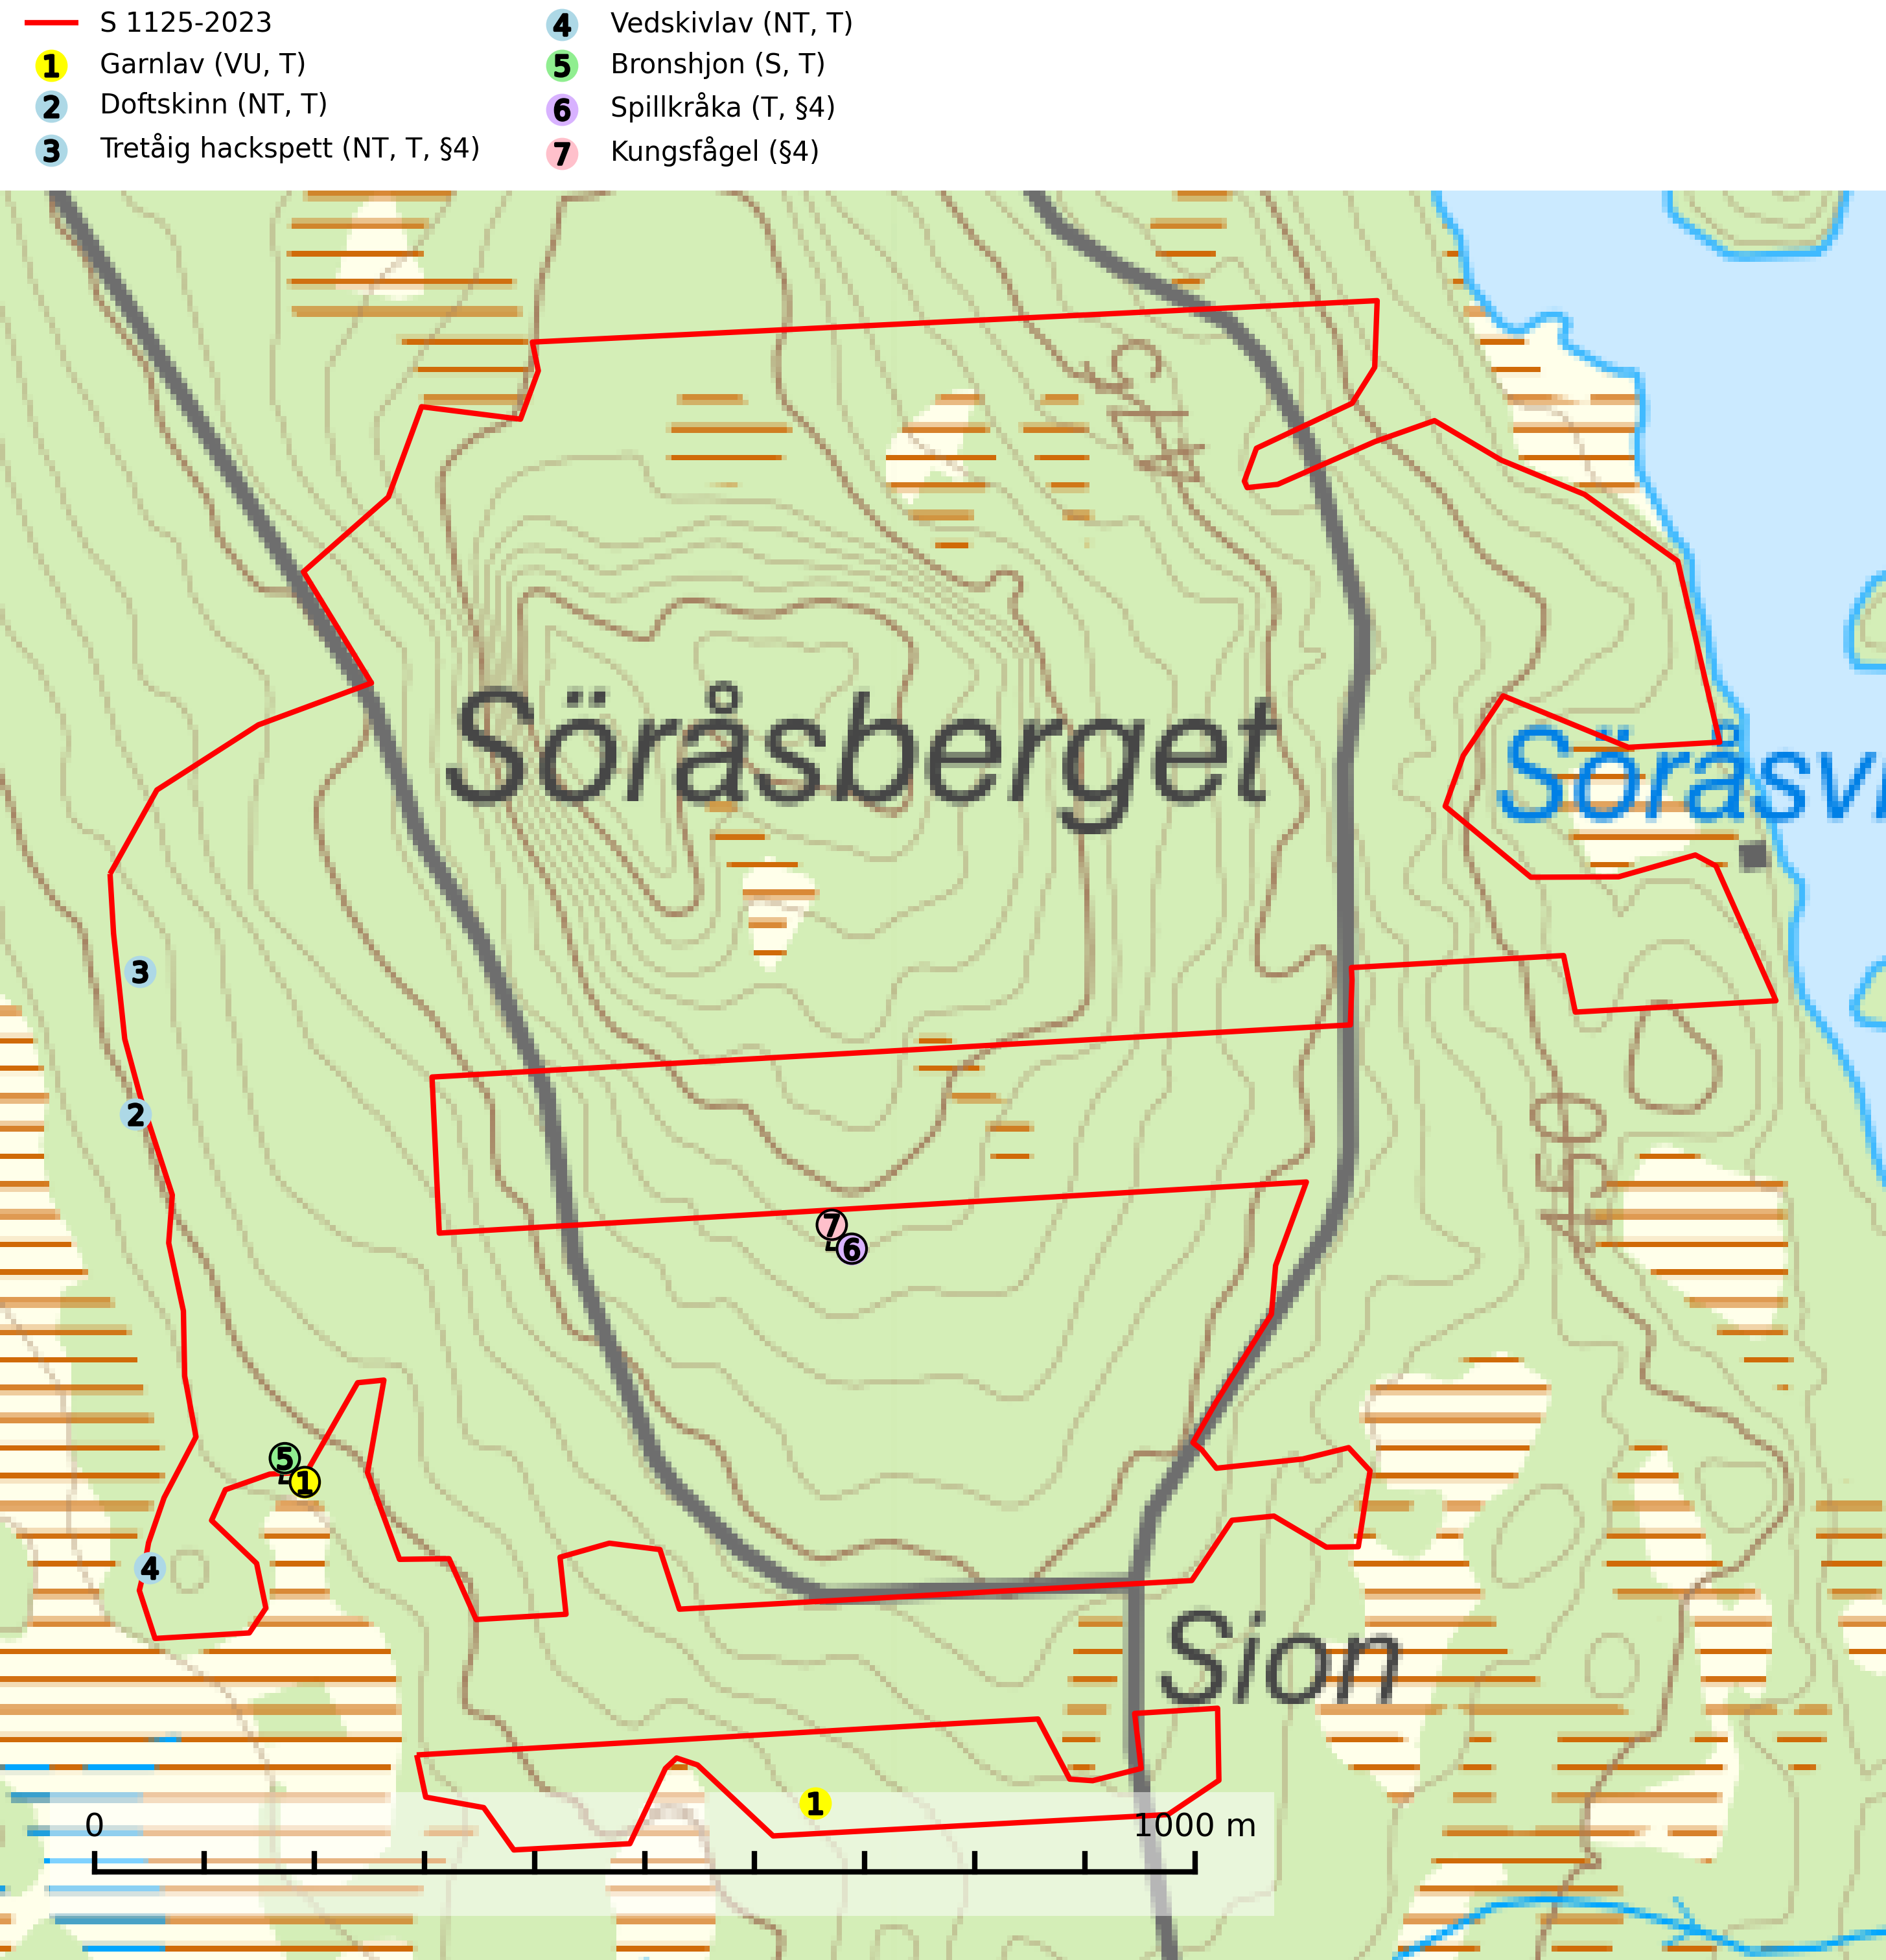 S 1125-2023
1 Garnlav (VU, T)
2 Doftskinn (NT, T)
3 Tretåig hackspett (NT, T, §4)
4 Vedskivlav (NT, T)
5 Bronshjon (S, T)
6 Spillkråka (T, §4)
7 Kungsfågel (§4)
Söråsberget
Söråsvi
3
2
7
6
5
1
4
Sion
1
0
1000 m